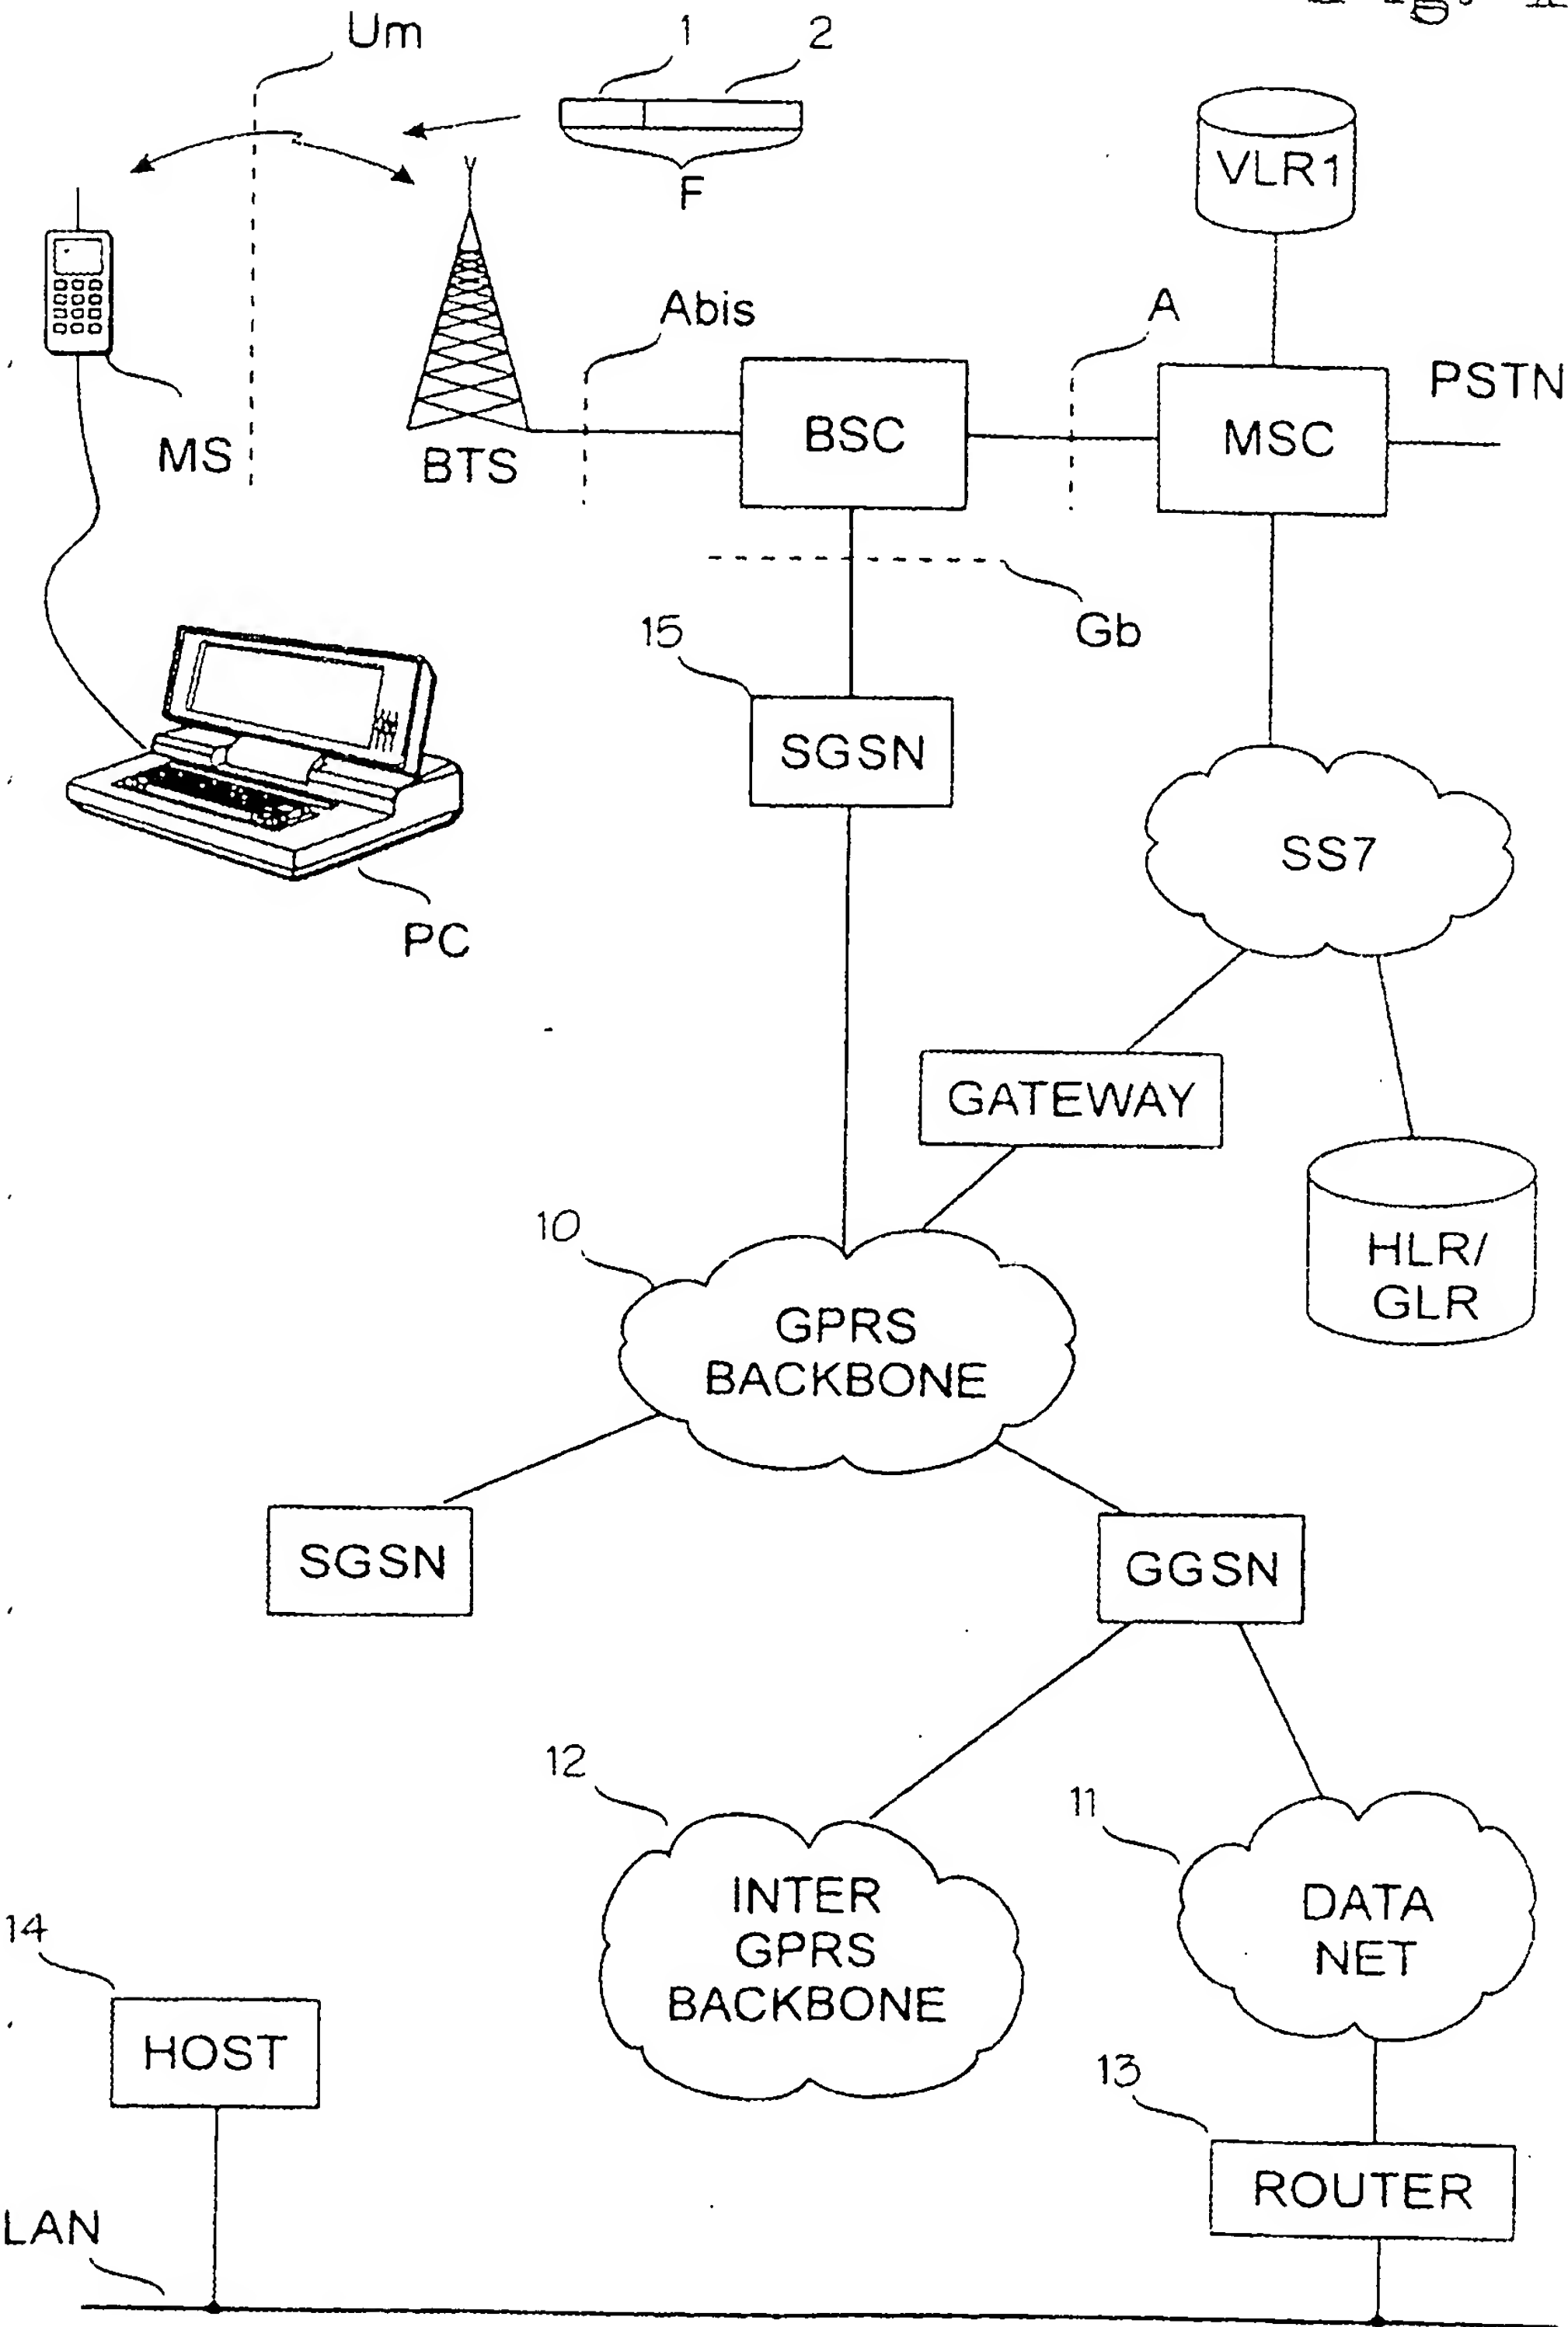 Um
1
2
F
VLR1
Abis
A
PSTN
BSC
MSC
MS
BTS
Gb
15
SGSN
SS7
PC
GATEWAY
10
HLR/
GLR
GPRS
BACKBONE
SGSN
GGSN
12
11
INTER
GPRS
BACKBONE
DATA
NET
14
HOST
13
ROUTER
LAN